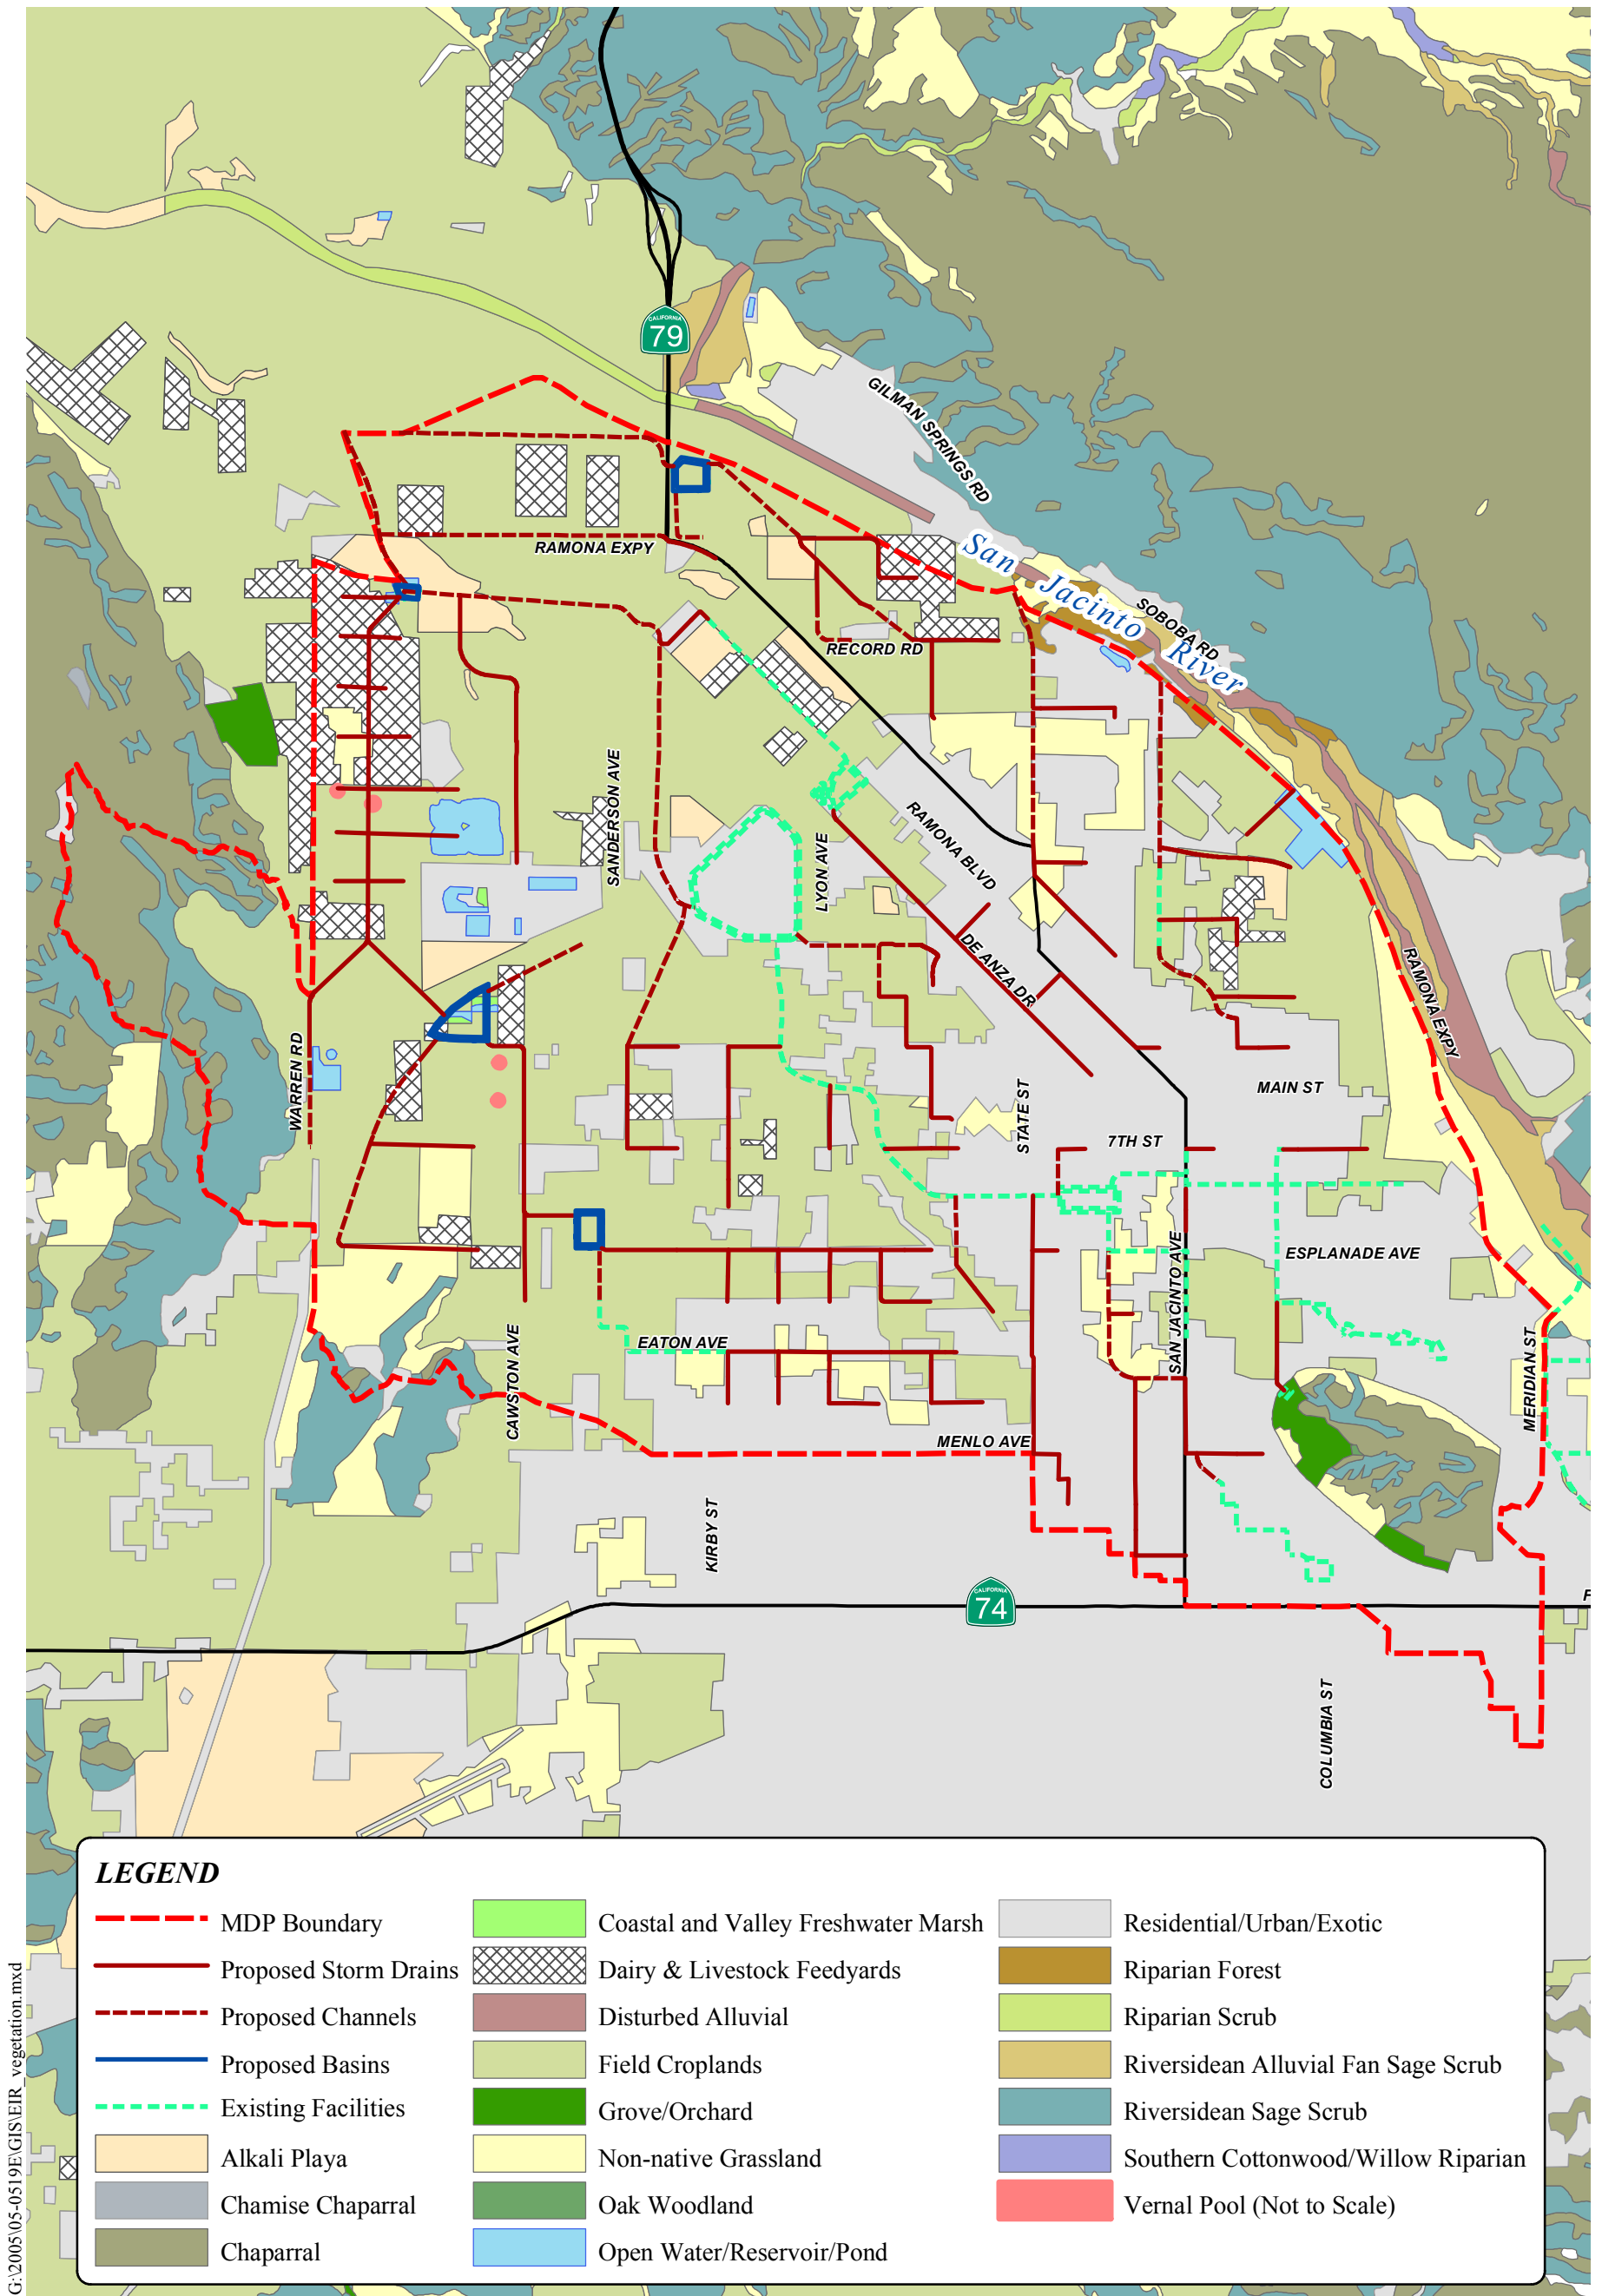 CALIFORNIA
79
GILMAN SPRINGS RD
RAMONA EXPY
San Jacinto River
SOBOBA RD
RECORD RD
SANDERSON AVE
LYON AVE
RAMONA BLVD
DE ANZA DR
RAMONA EXPY
WARREN RD
STATE ST
MAIN ST
7TH ST
SAN JACINTO AVE
ESPLANADE AVE
CAWSTON AVE
EATON AVE
MERIDIAN ST
MENLO AVE
KIRBY ST
CALIFORNIA
74
F
COLUMBIA ST
LEGEND
MDP Boundary
Proposed Storm Drains
Proposed Channels
Proposed Basins
Existing Facilities
Alkali Playa
Chamise Chaparral
Chaparral
Coastal and Valley Freshwater Marsh
Dairy & Livestock Feedyards
Disturbed Alluvial
Field Croplands
Grove/Orchard
Non-native Grassland
Oak Woodland
Open Water/Reservoir/Pond
Residential/Urban/Exotic
Riparian Forest
Riparian Scrub
Riversidean Alluvial Fan Sage Scrub
Riversidean Sage Scrub
Southern Cottonwood/Willow Riparian
Vernal Pool (Not to Scale)
G:\2005\05-0519E\GIS\EIR_vegetation.mxd